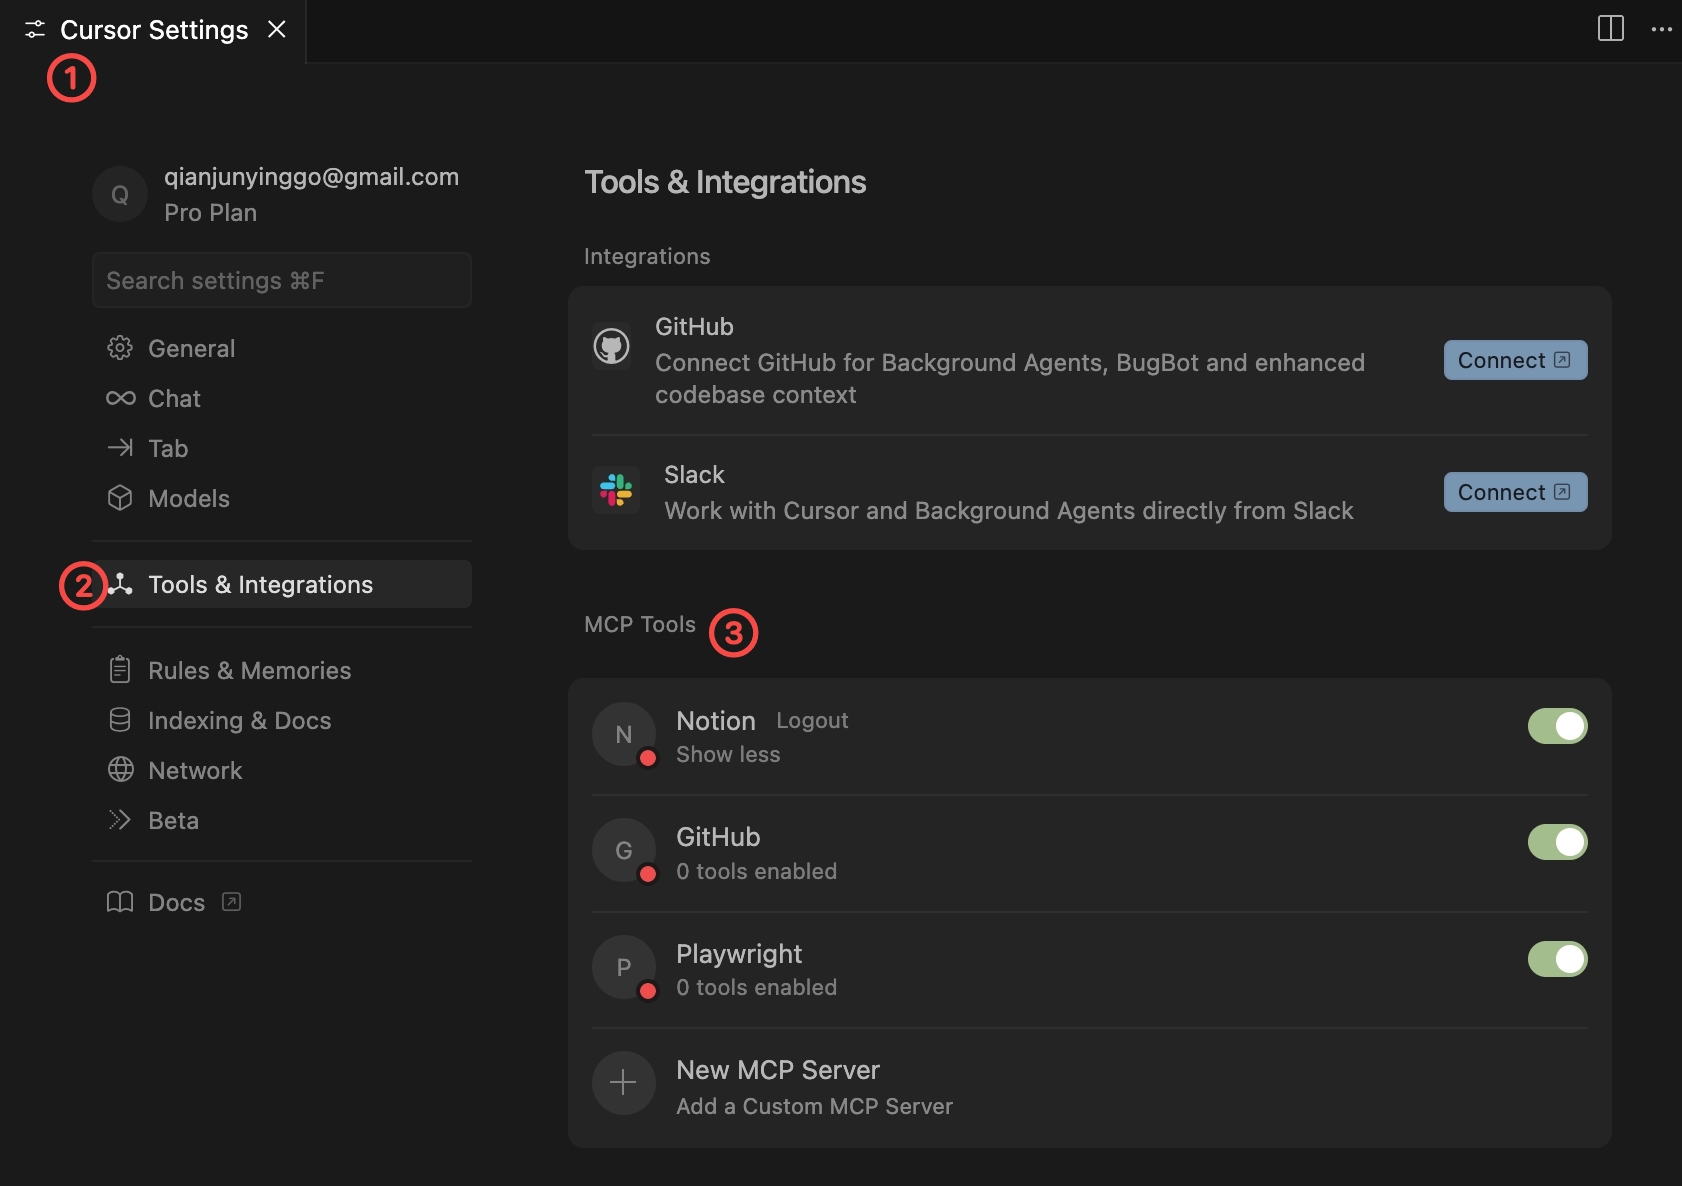 Cursor Settings
1
Q
qianjunyinggo@gmail.com
Pro Plan
Search settings ⌘F
General
Chat
Tab
Models
2
Tools & Integrations
Rules & Memories
Indexing & Docs
Network
Beta
Docs
Tools & Integrations
Integrations
GitHub
Connect GitHub for Background Agents, BugBot and enhanced
codebase context
Connect
Slack
Work with Cursor and Background Agents directly from Slack
Connect
MCP Tools
3
N
Notion Logout
Show less
G
GitHub
0 tools enabled
P
Playwright
0 tools enabled
New MCP Server
Add a Custom MCP Server